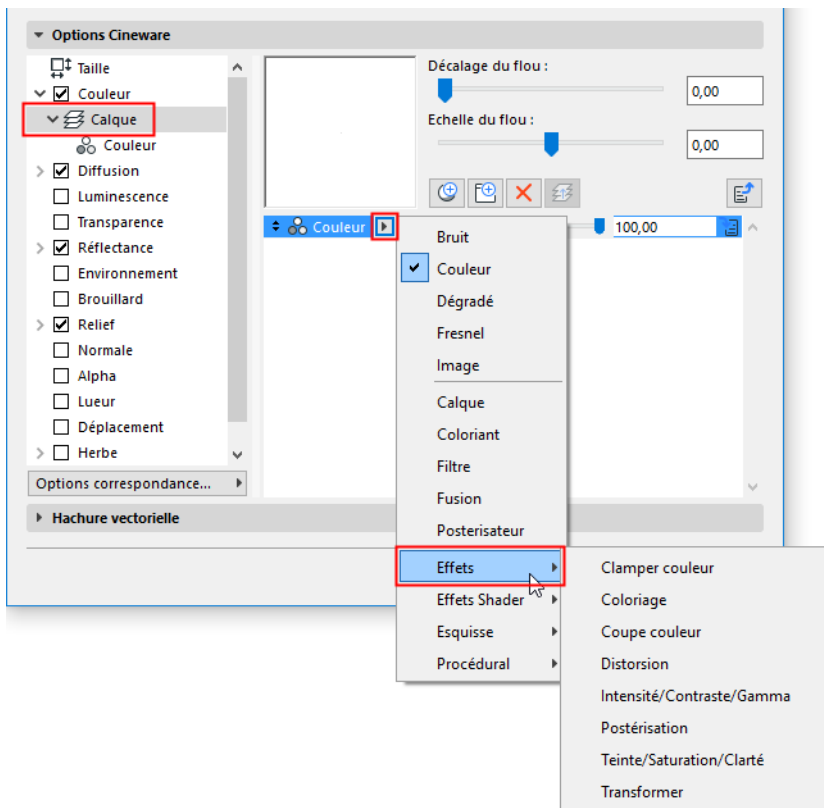 Options Cineware
Taille
Couleur
Calque
Couleur
Diffusion
Luminescence
Transparence
Réflectance
Environnement
Brouillard
Relief
Normale
Alpha
Lueur
Déplacement
Herbe
Options correspondance...
Décalage du flou :
0,00
Echelle du flou :
0,00
Couleur
100,00
Bruit
Couleur
Dégradé
Fresnel
Image
Calque
Coloriant
Filtre
Fusion
Posterisateur
Effets
Effets Shader
Esquisse
Procédural
Clamper couleur
Coloriage
Coupe couleur
Distorsion
Intensité/Contraste/Gamma
Postérisation
Teinte/Saturation/Clarté
Transformer
Hachure vectorielle